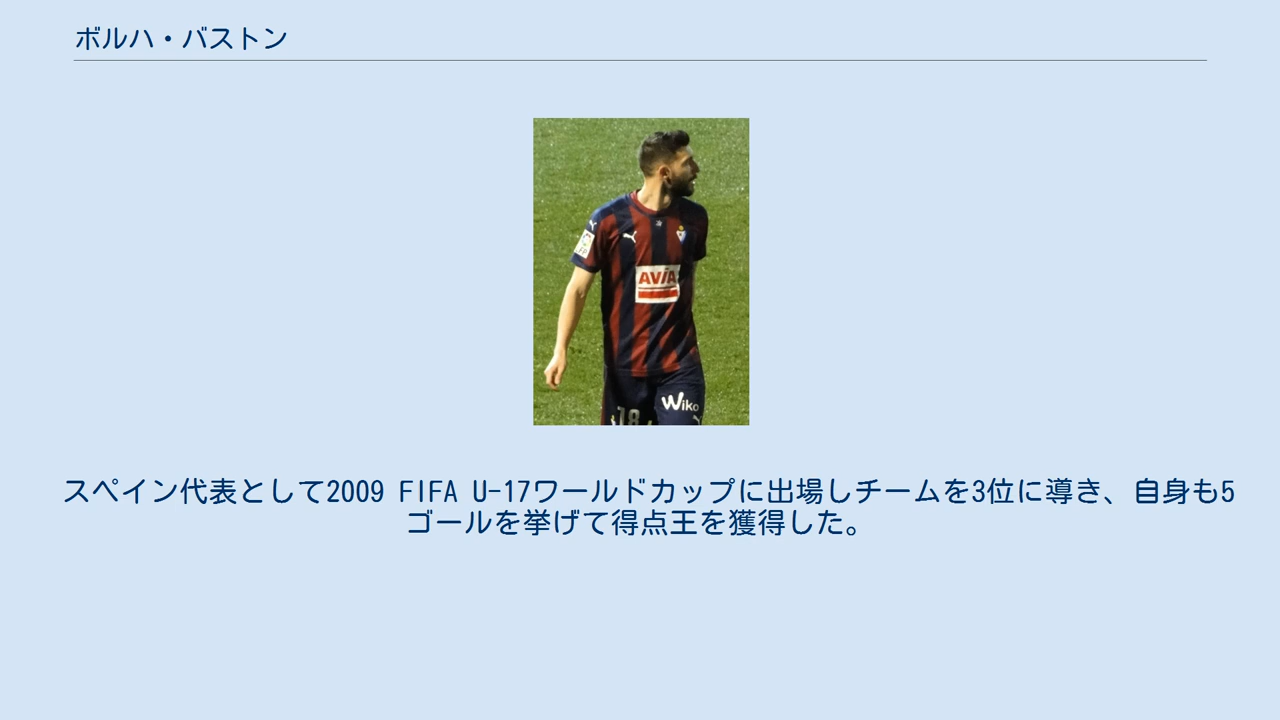 ボルハ・バストン
AVIA
Wiko
18
スペイン代表として2009 FIFA U-17ワールドカップに出場しチームを3位に導き、自身も5
ゴールを挙げて得点王を獲得した。